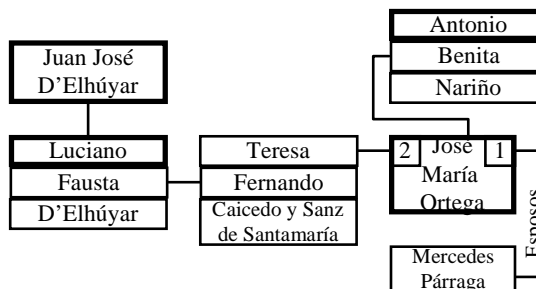 Juan José
D'Elhúyar
Luciano
Fausta
D'Elhúyar
Teresa
Fernando
Caicedo y Sanz
de Santamaría
Antonio
Benita
Nariño
2 José 1
María
Ortega
Esposos
Mercedes
Párraga